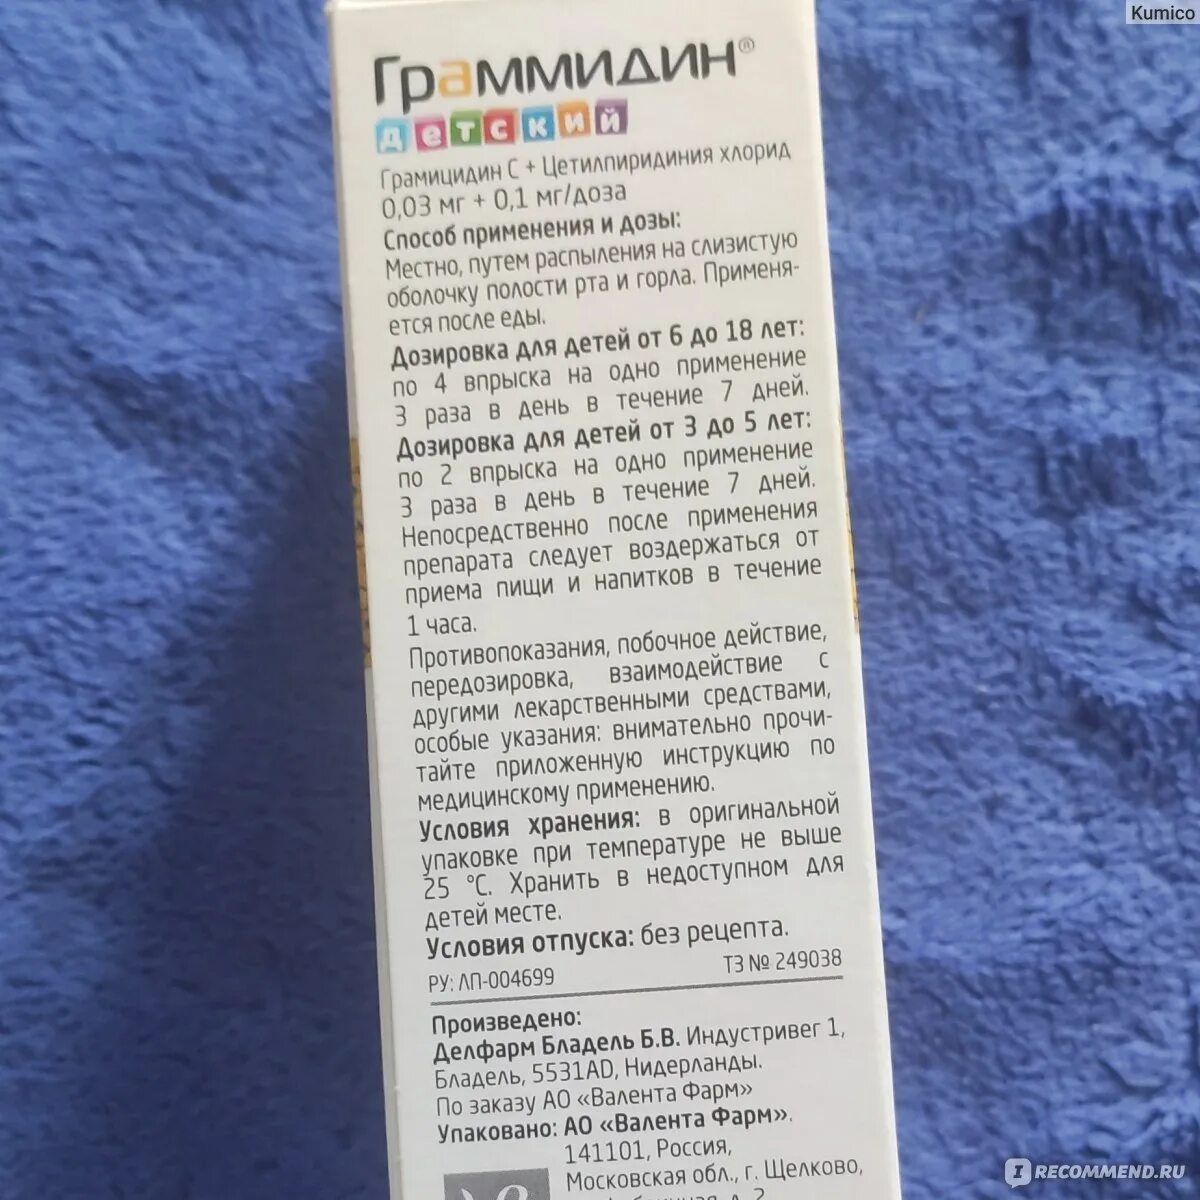 Kumico
Граммидин®
детский
Грамицидин С + Цетилпиридиния хлорид
0,03 мг + 0,1 мг/доза
Способ применения и дозы:
Местно, путем распыления на слизистую
оболочку полости рта и горла. Применя-
ется после еды.
Дозировка для детей от 6 до 18 лет:
по 4 впрыска на одно применение
3 раза в день в течение 7 дней.
Дозировка для детей от 3 до 5 лет:
по 2 впрыска на одно применение
3 раза в день в течение 7 дней.
Непосредственно после применения
препарата следует воздержаться от
приема пищи и напитков в течение
1 часа.
Противопоказания, побочное действие,
передозировка, взаимодействие с
другими лекарственными средствами,
особые указания: внимательно прочи-
тайте приложенную инструкцию по
медицинскому применению.
Условия хранения: в оригинальной
упаковке при температуре не выше
25 °C. Хранить в недоступном для
детей месте.
Условия отпуска: без рецепта.
РУ: ЛП-004699 ТЗ № 249038
Произведено:
Делфарм Бладель Б.В. Индустривег 1,
Бладель, 5531AD, Нидерланды.
По заказу АО «Валента Фарм»
Упаковано: АО «Валента Фарм».
141101, Россия,
Московская обл., г. Щелково,
д. 2
I RECOMMEND.RU